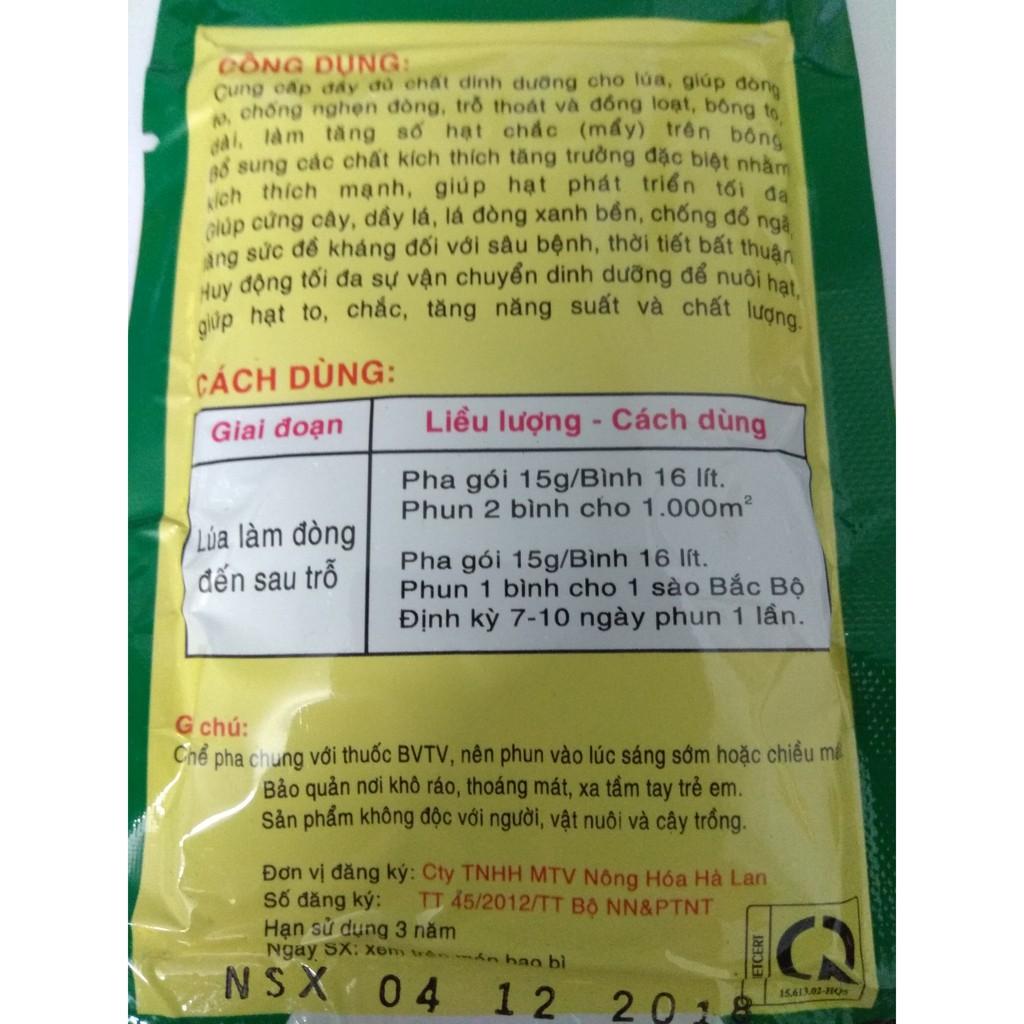 CÔNG DỤNG:
Cung cấp đầy đủ chất dinh dưỡng cho lúa, giúp đòng
to, chống nghẹn đòng, trỗ thoát và đồng loạt, bông to,
dài, làm tăng số hạt chắc (mẩy) trên bông
Bổ sung các chất kích thích tăng trưởng đặc biệt nhằm
kích thích mạnh, giúp hạt phát triển tối đa
Giúp cứng cây, dầy lá, lá đòng xanh bền, chống đổ ngã,
tăng sức đề kháng đối với sâu bệnh, thời tiết bất thuận
Huy động tối đa sự vận chuyển dinh dưỡng để nuôi hạt,
giúp hạt to, chắc, tăng năng suất và chất lượng.
CÁCH DÙNG:
Giai đoạn
Liều lượng - Cách dùng
Lúa làm đòng
đến sau trỗ
Pha gói 15g/Bình 16 lít.
Phun 2 bình cho 1.000m²
Pha gói 15g/Bình 16 lít.
Phun 1 bình cho 1 sào Bắc Bộ
Định kỳ 7-10 ngày phun 1 lần.
G chú:
Chể pha chung với thuốc BVTV, nên phun vào lúc sáng sớm hoặc chiều
Bảo quản nơi khô ráo, thoáng mát, xa tầm tay trẻ em.
Sản phẩm không độc với người, vật nuôi và cây trồng.
Đơn vị đăng ký: Cty TNHH MTV Nông Hóa Hà Lan
Số đăng ký: TT 45/2012/TT Bộ NN&PTNT
Hạn sử dụng 3 năm
Ngày SX: xem trên mép bao bì
NSX 04 12 2018
ETCERT